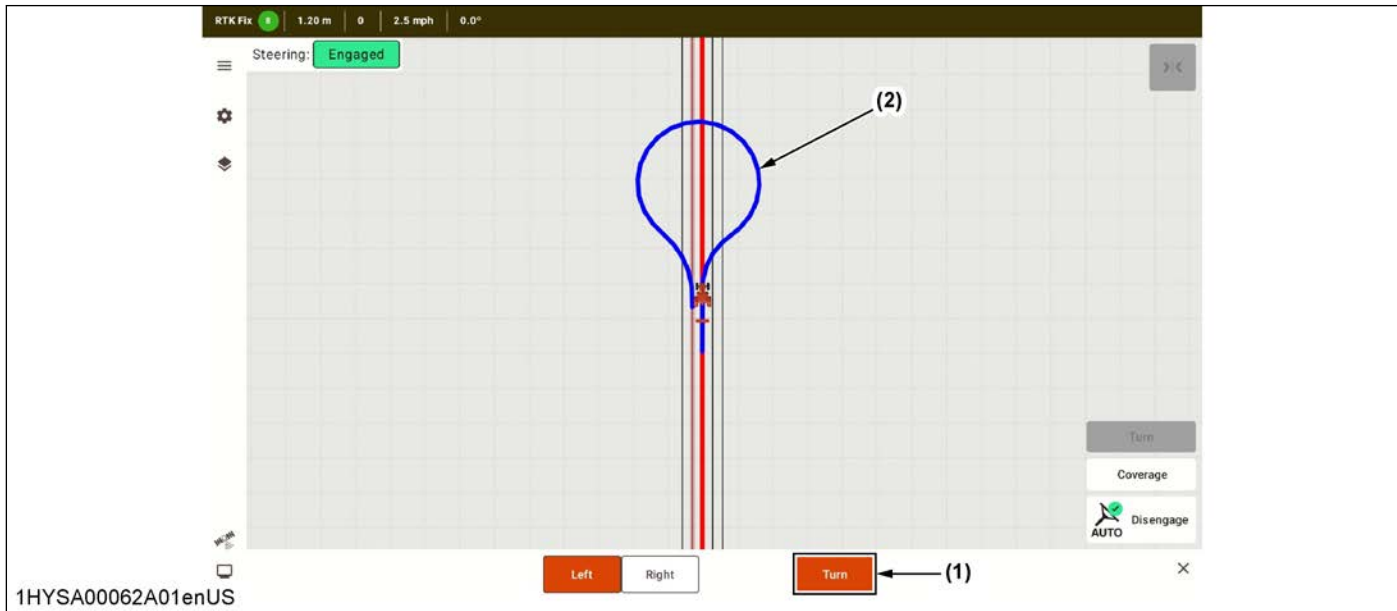 RTK Fix 8 1.20 m 0 2.5 mph 0.0°
Steering: Engaged
(2)
Turn
Coverage
AUTO Disengage
Left Right Turn (1)
1HYSA00062A01enUS